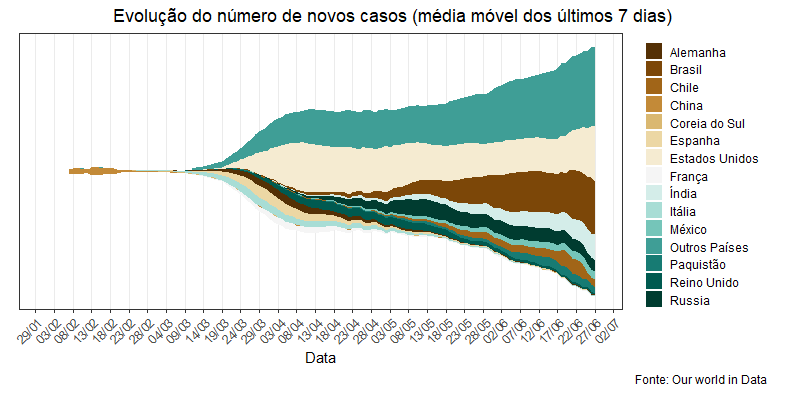 Evolução do número de novos casos (média móvel dos últimos 7 dias)
Alemanha
Brasil
Chile
China
Coreia do Sul
Espanha
Estados Unidos
França
Índia
Itália
México
Outros Países
Paquistão
Reino Unido
Russia
29/01
03/02
08/02
13/02
18/02
23/02
28/02
04/03
09/03
14/03
19/03
24/03
29/03
03/04
08/04
13/04
18/04
23/04
28/04
03/05
08/05
13/05
18/05
23/05
28/05
02/06
07/06
12/06
17/06
22/06
27/06
02/07
Data
Fonte: Our world in Data